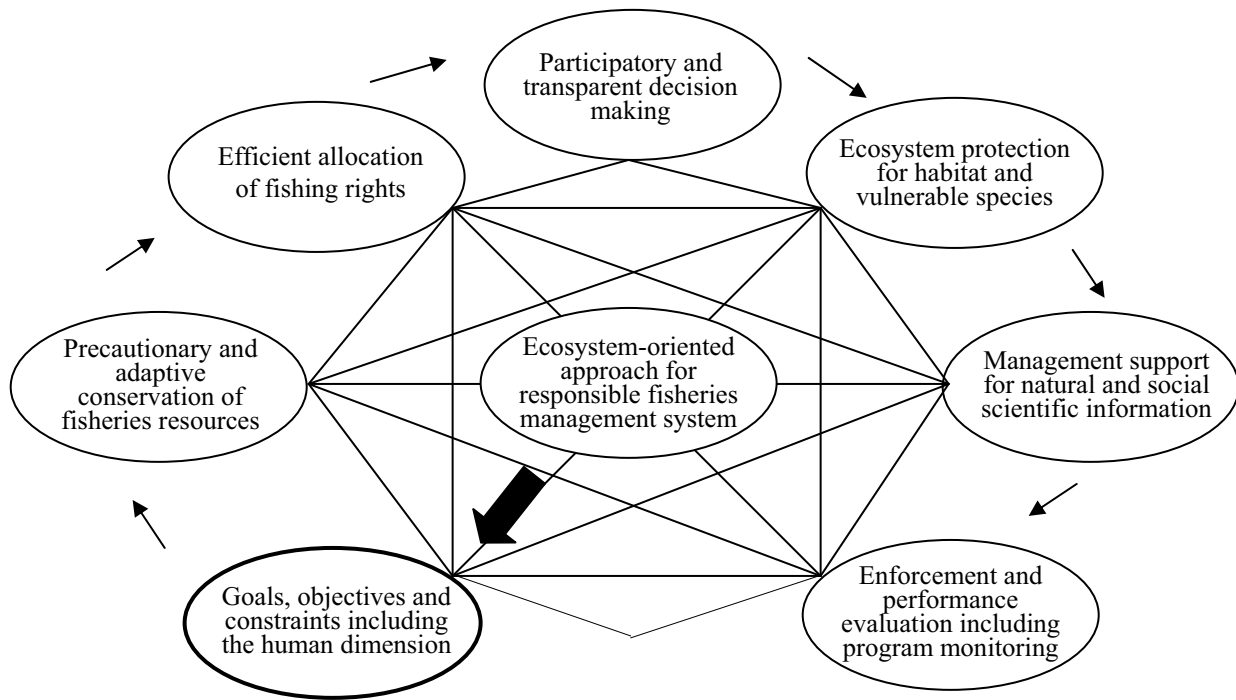 Participatory and
transparent decision
making
Efficient allocation
of fishing rights
Ecosystem protection
for habitat and
vulnerable species
Precautionary and
adaptive
conservation of
fisheries resources
Ecosystem-oriented
approach for
responsible fisheries
management system
Management support
for natural and social
scientific information
Goals, objectives and
constraints including
the human dimension
Enforcement and
performance
evaluation including
program monitoring